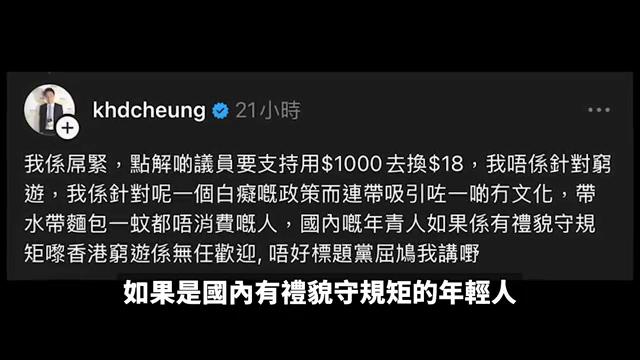 khdcheung 21小時
我係屌緊，點解啲議員要支持用$1000去換$18，我唔係針對窮
遊，我係針對呢一個白癡嘅政策而連帶吸引咗一啲冇文化，帶
水帶麵包一蚊都唔消費嘅人，國內嘅年青人如果係有禮貌守規
矩嚟香港窮遊係無任歡迎, 唔好標題黨屈鳩我講嘢
如果是國內有禮貌守規矩的年輕人